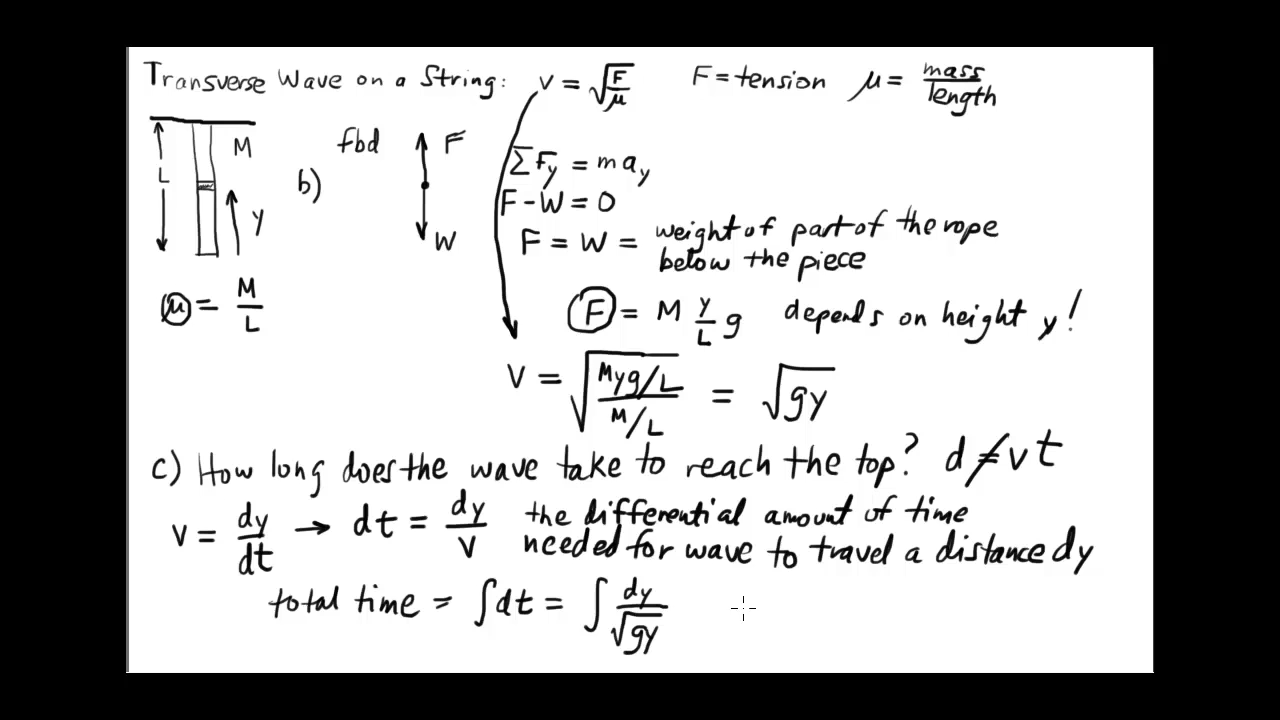 Transverse Wave on a String: v = √(F/μ) F = tension μ = mass/length
L M Y
b) fbd F W
ΣFy = may
F-W = 0
F = W = weight of part of the rope
below the piece
μ = M/L
F = M y/L g depends on height y!
V = √((Myg/L)/(M/L)) = √(gy)
c) How long does the wave take to reach the top? d ≠ vt
v = dy/dt → dt = dy/v the differential amount of time
needed for wave to travel a distance dy
total time = ∫dt = ∫ dy/√(gy)